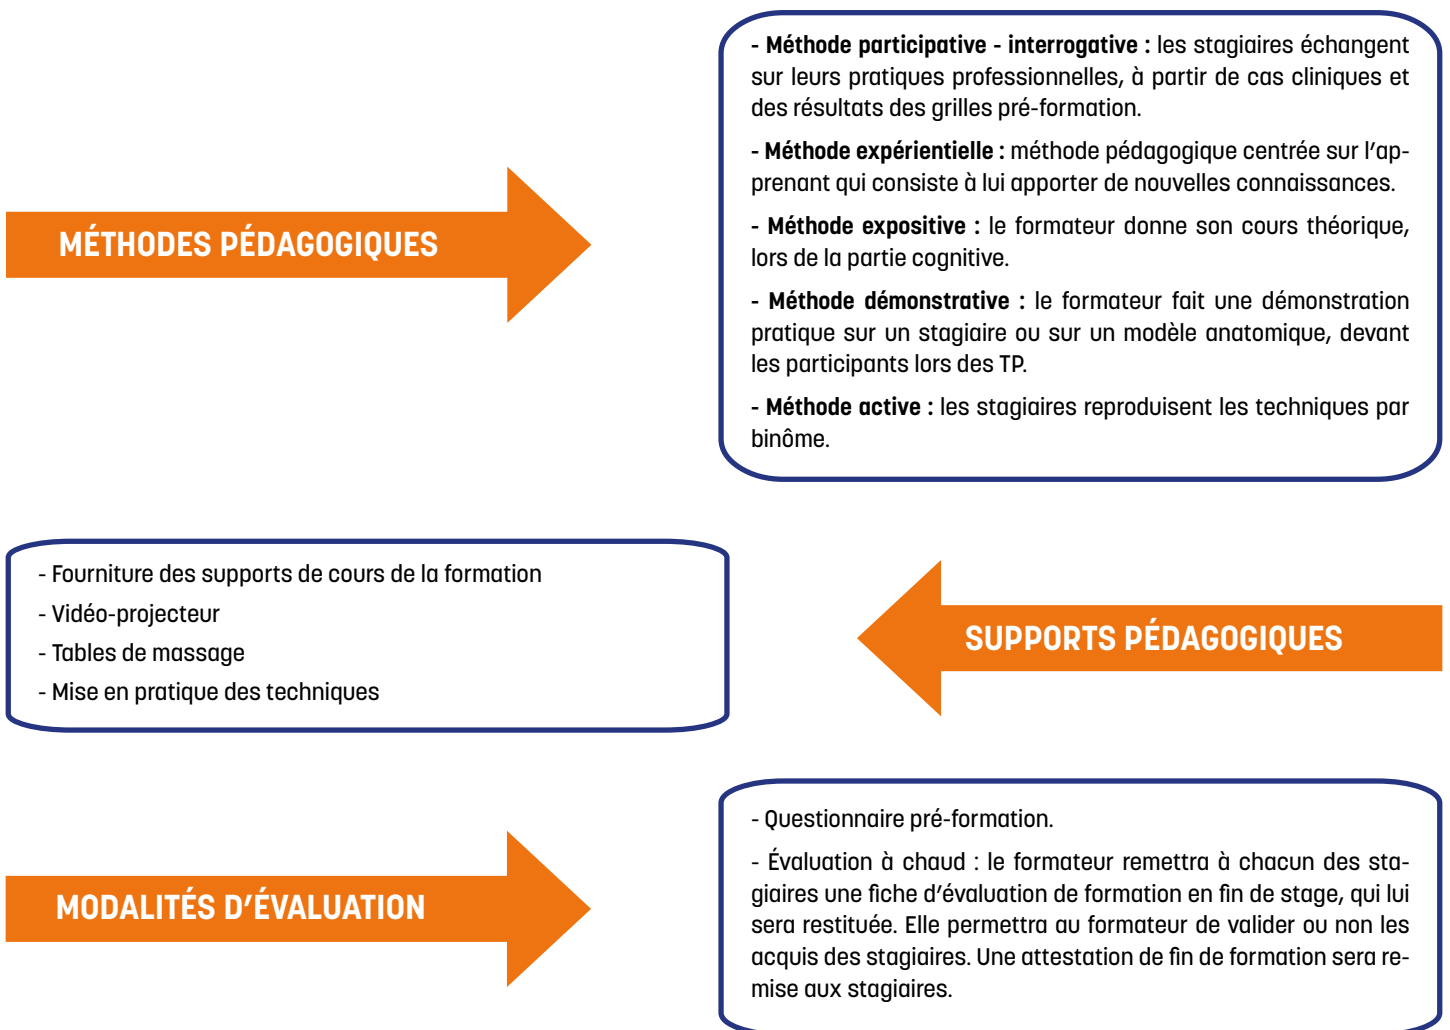 MÉTHODES PÉDAGOGIQUES
- Méthode participative - interrogative : les stagiaires échangent
sur leurs pratiques professionnelles, à partir de cas cliniques et
des résultats des grilles pré-formation.
- Méthode expérientielle : méthode pédagogique centrée sur l'ap-
prenant qui consiste à lui apporter de nouvelles connaissances.
- Méthode expositive : le formateur donne son cours théorique,
lors de la partie cognitive.
- Méthode démonstrative : le formateur fait une démonstration
pratique sur un stagiaire ou sur un modèle anatomique, devant
les participants lors des TP.
- Méthode active : les stagiaires reproduisent les techniques par
binôme.
SUPPORTS PÉDAGOGIQUES
- Fourniture des supports de cours de la formation
- Vidéo-projecteur
- Tables de massage
- Mise en pratique des techniques
MODALITÉS D'ÉVALUATION
- Questionnaire pré-formation.
- Évaluation à chaud : le formateur remettra à chacun des sta-
giaires une fiche d'évaluation de formation en fin de stage, qui lui
sera restituée. Elle permettra au formateur de valider ou non les
acquis des stagiaires. Une attestation de fin de formation sera re-
mise aux stagiaires.